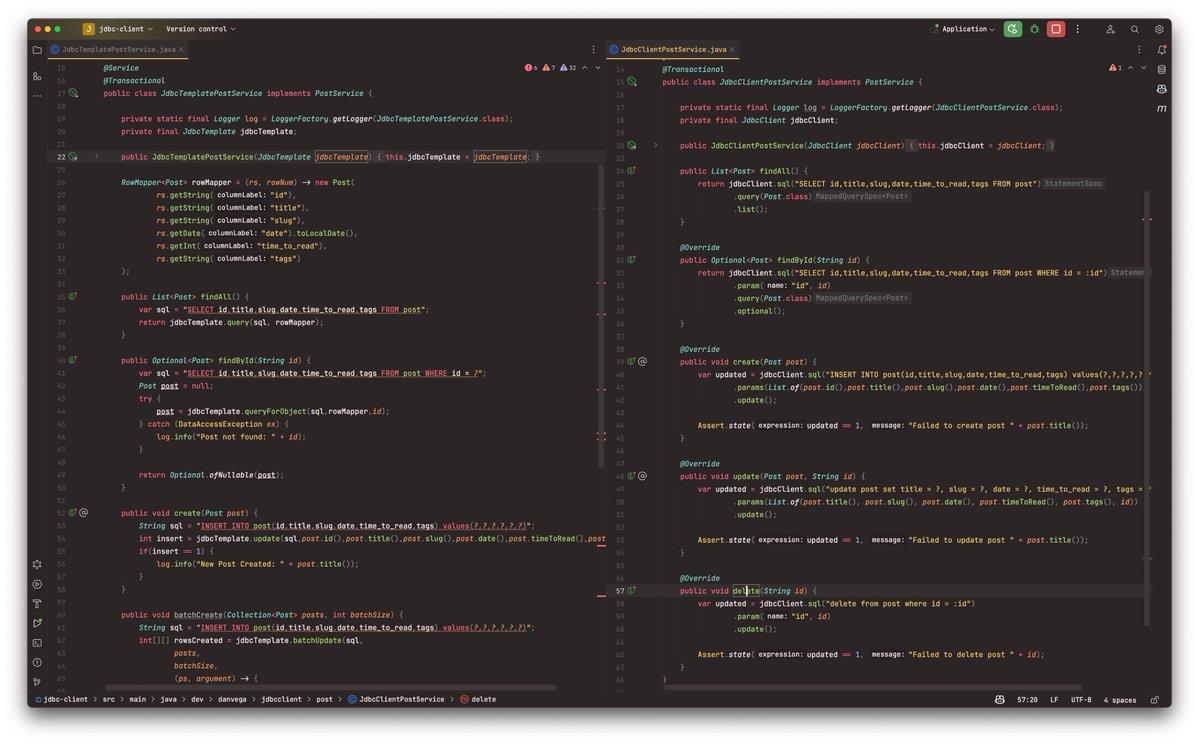 jdbc-client
Version control
Application
JdbcTemplatePostService.java
15 @Service
16 @Transactional
17 public class JdbcTemplatePostService implements PostService {
18
19 private static final Logger log = LoggerFactory.getLogger(JdbcTemplatePostService.class);
20 private final JdbcTemplate jdbcTemplate;
21
22 public JdbcTemplatePostService(JdbcTemplate jdbcTemplate) { this.jdbcTemplate = jdbcTemplate; }
25
26 RowMapper<Post> rowMapper = (rs, rowNum) → new Post(
27 rs.getString( columnLabel: "id"),
28 rs.getString( columnLabel: "title"),
29 rs.getString( columnLabel: "slug"),
30 rs.getDate( columnLabel: "date").toLocalDate(),
31 rs.getInt( columnLabel: "time_to_read"),
32 rs.getString( columnLabel: "tags")
33 );
34
35 public List<Post> findAll() {
36 var sql = "SELECT id,title,slug,date,time_to_read,tags FROM post";
37 return jdbcTemplate.query(sql, rowMapper);
38 }
39
40 public Optional<Post> findById(String id) {
41 var sql = "SELECT id,title,slug,date,time_to_read,tags FROM post WHERE id = ?";
42 Post post = null;
43 try {
44 post = jdbcTemplate.queryForObject(sql,rowMapper,id);
45 } catch (DataAccessException ex) {
46 log.info("Post not found: " + id);
47 }
48
49 return Optional.ofNullable(post);
50 }
51
52 public void create(Post post) {
53 String sql = "INSERT INTO post(id,title,slug,date,time_to_read,tags) values(?,?,?,?,?,?)";
54 int insert = jdbcTemplate.update(sql,post.id(),post.title(),post.slug(),post.date(),post.timeToRead(),post
55 if(insert == 1) {
56 log.info("New Post Created: " + post.title());
57 }
58 }
59
60 public void batchCreate(Collection<Post> posts, int batchSize) {
61 String sql = "INSERT INTO post(id,title,slug,date,time_to_read,tags) values(?,?,?,?,?,?)";
62 int[][] rowsCreated = jdbcTemplate.batchUpdate(sql,
63 posts,
64 batchSize,
65 (ps, argument) → {
6 7 32
JdbcClientPostService.java
14 @Transactional
15 public class JdbcClientPostService implements PostService {
16
17 private static final Logger log = LoggerFactory.getLogger(JdbcClientPostService.class);
18 private final JdbcClient jdbcClient;
19
20 public JdbcClientPostService(JdbcClient jdbcClient) { this.jdbcClient = jdbcClient; }
23
24 public List<Post> findAll() {
25 return jdbcClient.sql("SELECT id,title,slug,date,time_to_read,tags FROM post") StatementSpec
26 .query(Post.class) MappedQuerySpec<Post>
27 .list();
28 }
29
30 @Override
31 public Optional<Post> findById(String id) {
32 return jdbcClient.sql("SELECT id,title,slug,date,time_to_read,tags FROM post WHERE id = :id") Statemen
33 .param( name: "id", id)
34 .query(Post.class) MappedQuerySpec<Post>
35 .optional();
36 }
37
38 @Override
39 public void create(Post post) {
40 var updated = jdbcClient.sql("INSERT INTO post(id,title,slug,date,time_to_read,tags) values(?,?,?,?,?,?
41 .params(List.of(post.id(),post.title(),post.slug(),post.date(),post.timeToRead(),post.tags()))
42 .update();
43
44 Assert.state( expression: updated == 1, message: "Failed to create post " + post.title());
45 }
46
47 @Override
48 public void update(Post post, String id) {
49 var updated = jdbcClient.sql("update post set title = ?, slug = ?, date = ?, time_to_read = ?, tags = ?
50 .params(List.of(post.title(), post.slug(), post.date(), post.timeToRead(), post.tags(), id))
51 .update();
52
53 Assert.state( expression: updated == 1, message: "Failed to update post " + post.title());
54 }
55
56 @Override
57 public void delete(String id) {
58 var updated = jdbcClient.sql("delete from post where id = :id")
59 .param( name: "id", id)
60 .update();
61
62 Assert.state( expression: updated == 1, message: "Failed to delete post " + id);
63 }
64 }
1
jdbc-client > src > main > java > dev > danvega > jdbcclient > post > JdbcClientPostService > delete
57:20 LF UTF-8 4 spaces